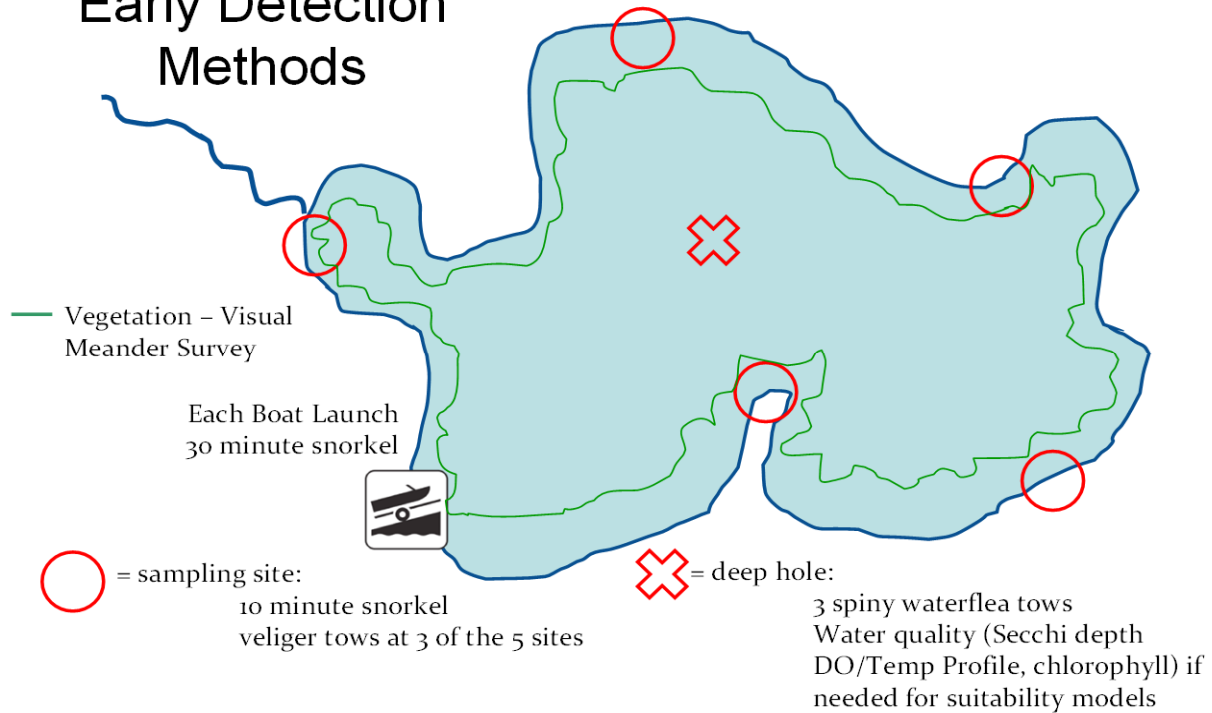 Early Detection
Methods
Vegetation – Visual
Meander Survey
Each Boat Launch
30 minute snorkel
= sampling site:
10 minute snorkel
veliger tows at 3 of the 5 sites
= deep hole:
3 spiny waterflea tows
Water quality (Secchi depth
DO/Temp Profile, chlorophyll) if
needed for suitability models